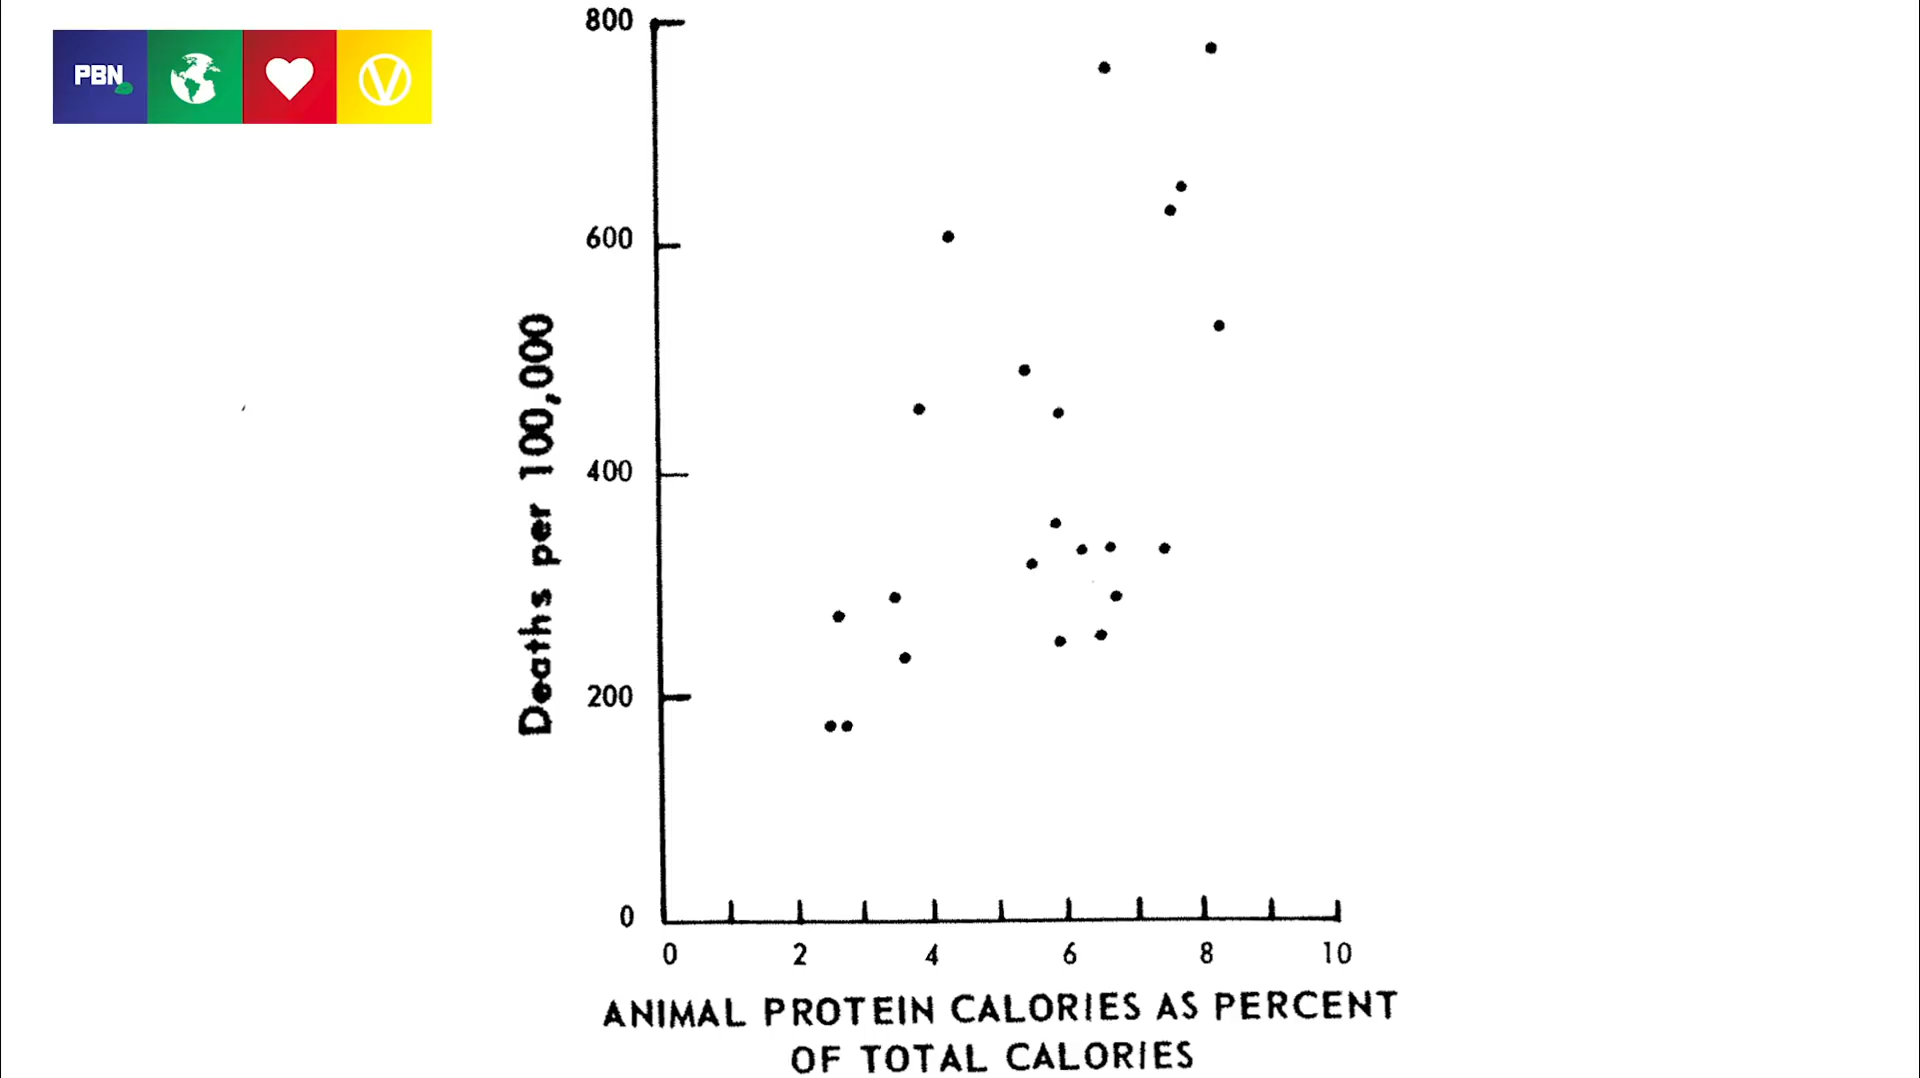 PBN
V
800
600
400
200
0
Deaths per 100,000
0 2 4 6 8 10
ANIMAL PROTEIN CALORIES AS PERCENT
OF TOTAL CALORIES